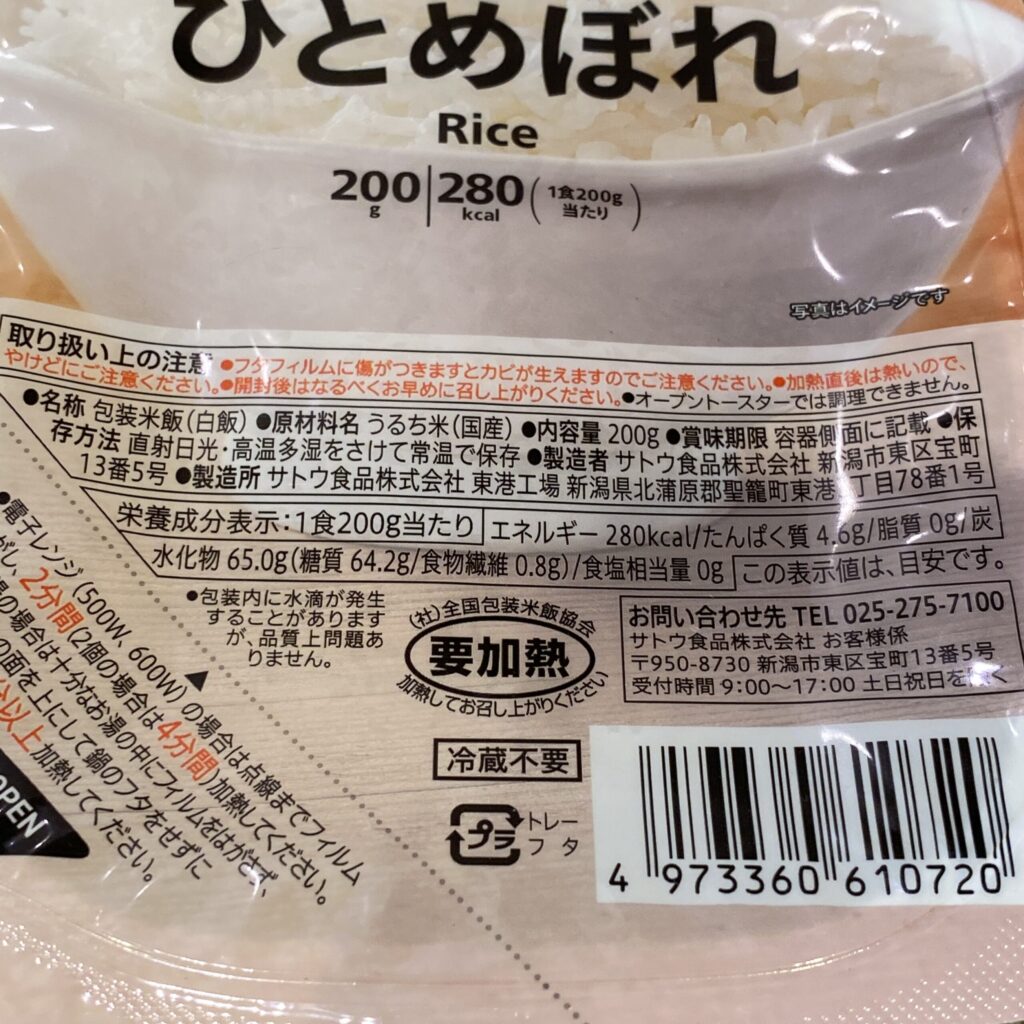 ひとめぼれ
Rice
200g 280kcal (1食200g当たり)
写真はイメージです
取り扱い上の注意 ●フタフィルムに傷がつきますとカビが生えますのでご注意ください。●加熱直後は熱いので、
やけどにご注意ください。●開封後はなるべくお早めに召し上がりください。●オーブントースターでは調理できません。
●名称 包装米飯(白飯) ●原材料名 うるち米(国産) ●内容量 200g ●賞味期限 容器側面に記載 ●保
存方法 直射日光・高温多湿をさけて常温で保存 ●製造者 サトウ食品株式会社 新潟市東区宝町
13番5号 ●製造所 サトウ食品株式会社 東港工場 新潟県北蒲原郡聖籠町東港 丁目78番1号
栄養成分表示:1食200g当たり エネルギー 280kcal/たんぱく質 4.6g/脂質 0g/炭
水化物 65.0g(糖質 64.2g/食物繊維 0.8g)/食塩相当量 0g この表示値は、目安です。
●包装内に水滴が発生
することがあります
が、品質上問題あ
りません。
(社)全国包装米飯協会
要加熱
加熱してお召し上がりください
お問い合わせ先 TEL 025-275-7100
サトウ食品株式会社 お客様係
〒950-8730 新潟市東区宝町13番5号
受付時間 9:00〜17:00 土日祝日を除く
冷蔵不要
プラ トレー
フタ
●電子レンジ(500W、600W)の場合は点線までフィルム
がし、2分間(2個の場合は4分間)加熱してください。
の場合は十分なお湯の中にフィルムをはがさず、
の面を上にして鍋のフタをせずに
分以上加熱してください。
OPEN
4 973360 610720